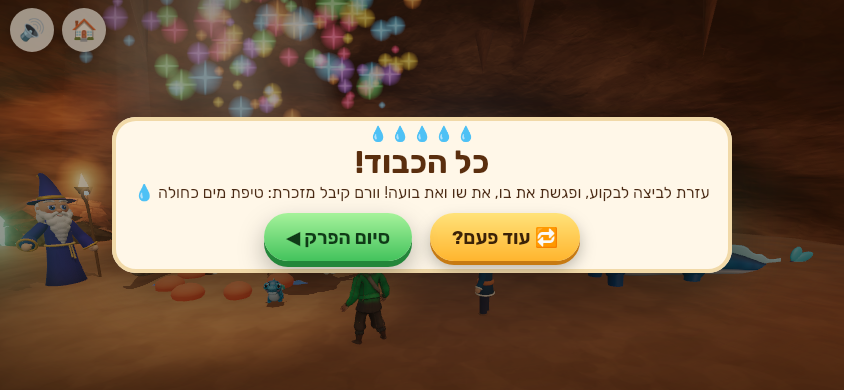 כל הכבוד!
עזרת לביצה לבקוע, ופגשת את בו, את שו ואת בועה! וורם קיבל מזכרת: טיפת מים כחולה
עוד פעם?
סיום הפרק